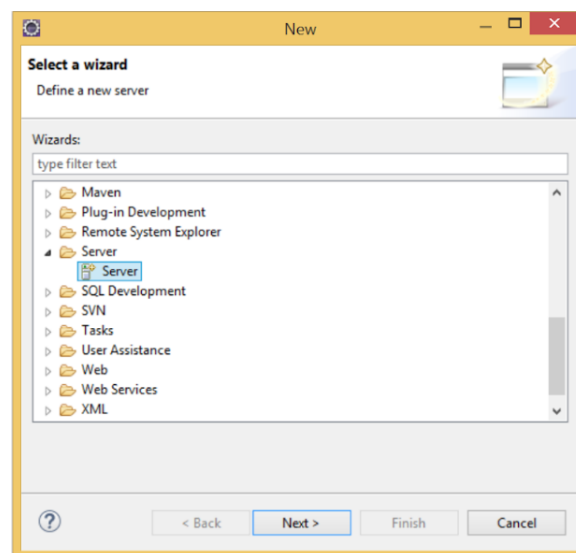 New
Select a wizard
Define a new server
Wizards:
type filter text
Maven
Plug-in Development
Remote System Explorer
Server
Server
SQL Development
SVN
Tasks
User Assistance
Web
Web Services
XML
? < Back Next > Finish Cancel